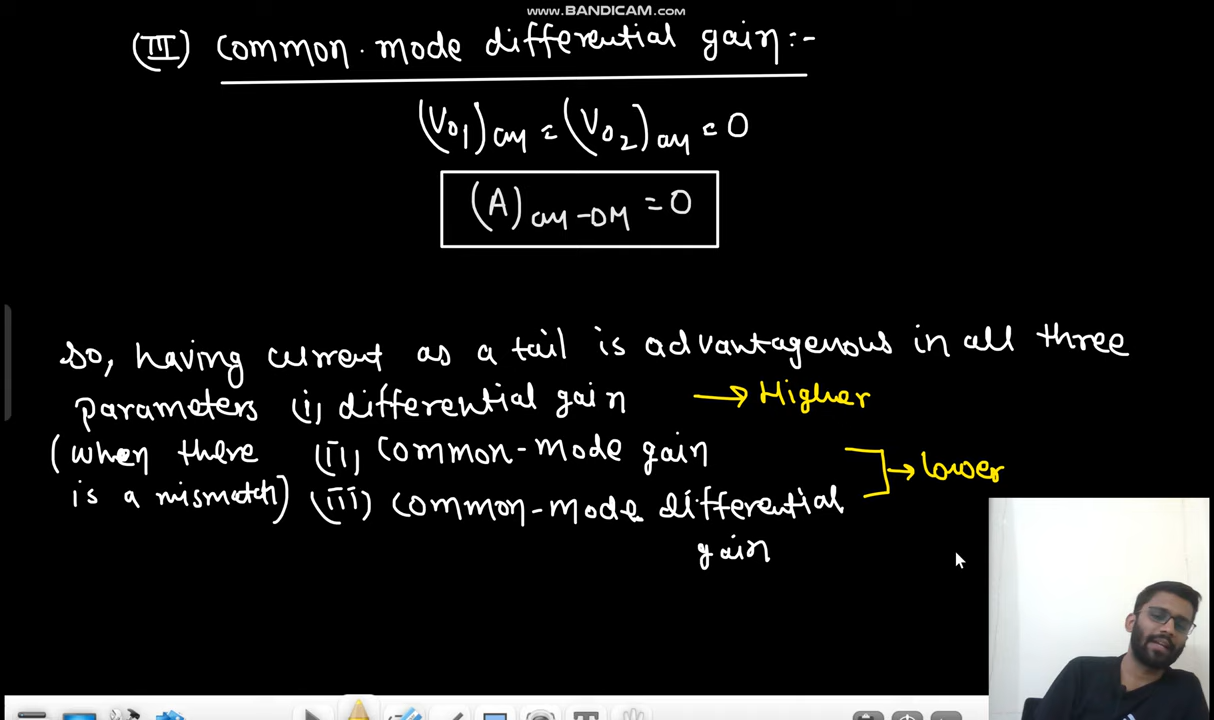 WWW.BANDICAM.COM
(III) Common-mode differential gain:-
(Vo1)CM = (Vo2)CM = 0
(A)CM-DM = 0
So, having current as a tail is advantageous in all three
parameters (i) differential gain → Higher
(when there (ii) Common-mode gain
is a mismatch) (iii) Common-mode differential
gain
→ Lower